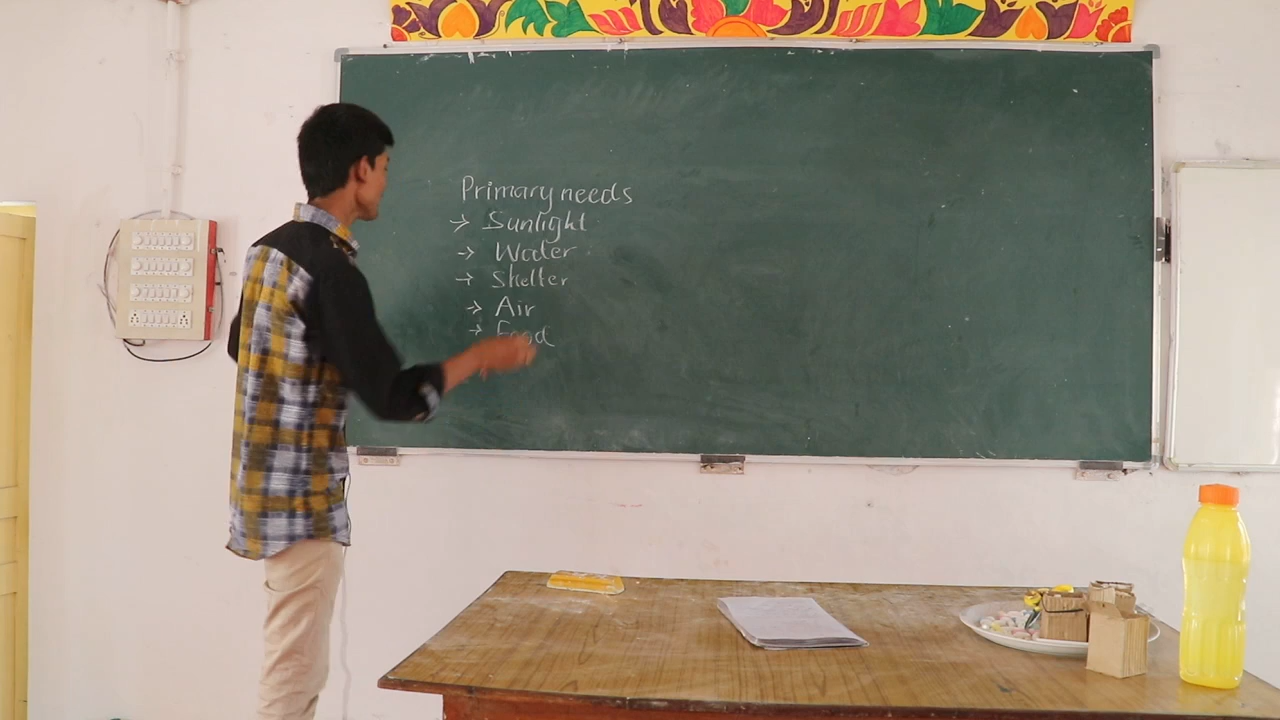 Primary needs
→ Sunlight
→ Water
→ Shelter
→ Air
→ Food